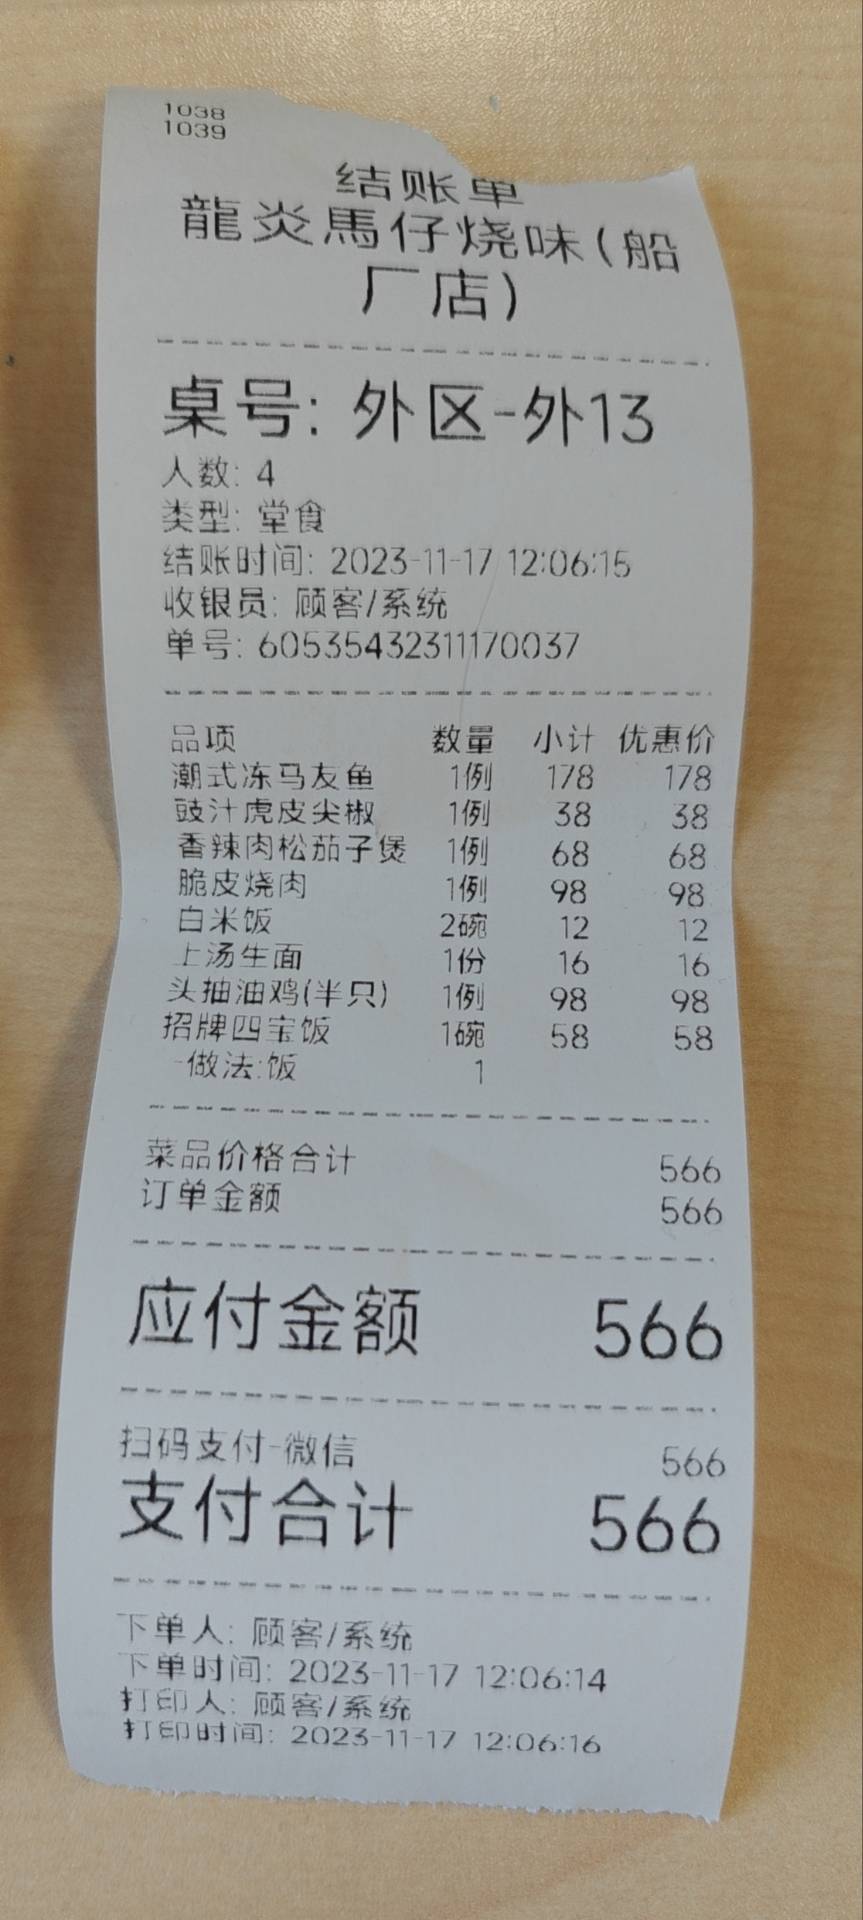 1038
1039
结账单
龍炎馬仔烧味(船
厂店)
桌号: 外区-外13
人数: 4
类型: 堂食
结账时间: 2023-11-17 12:06:15
收银员: 顾客/系统
单号: 60535432311170037
品项 数量 小计 优惠价
潮式冻马友鱼 1例 178 178
豉汁虎皮尖椒 1例 38 38
香辣肉松茄子煲 1例 68 68
脆皮烧肉 1例 98 98
白米饭 2碗 12 12
上汤生面 1份 16 16
头抽油鸡(半只) 1例 98 98
招牌四宝饭 1碗 58 58
-做法:饭 1
菜品价格合计 566
订单金额 566
应付金额 566
扫码支付-微信 566
支付合计 566
下单人: 顾客/系统
下单时间: 2023-11-17 12:06:14
打印人: 顾客/系统
打印时间: 2023-11-17 12:06:16